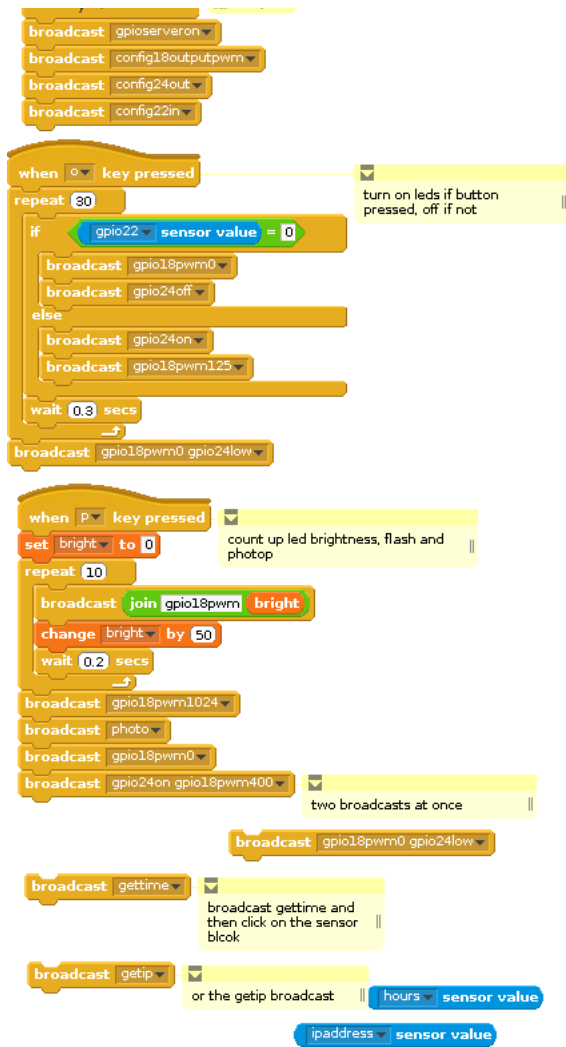 broadcast gpioserveron
broadcast config18outputpwm
broadcast config24out
broadcast config22in
when o key pressed
turn on leds if button
pressed, off if not
repeat 30
if gpio22 sensor value = 0
broadcast gpio18pwm0
broadcast gpio24off
else
broadcast gpio24on
broadcast gpio18pwm125
wait 0.3 secs
broadcast gpio18pwm0 gpio24low
when p key pressed
count up led brightness, flash and
photop
set bright to 0
repeat 10
broadcast join gpio18pwm bright
change bright by 50
wait 0.2 secs
broadcast gpio18pwm1024
broadcast photo
broadcast gpio18pwm0
broadcast gpio24on gpio18pwm400
two broadcasts at once
broadcast gpio18pwm0 gpio24low
broadcast gettime
broadcast gettime and
then click on the sensor
blcok
broadcast getip
or the getip broadcast
hours sensor value
ipaddress sensor value